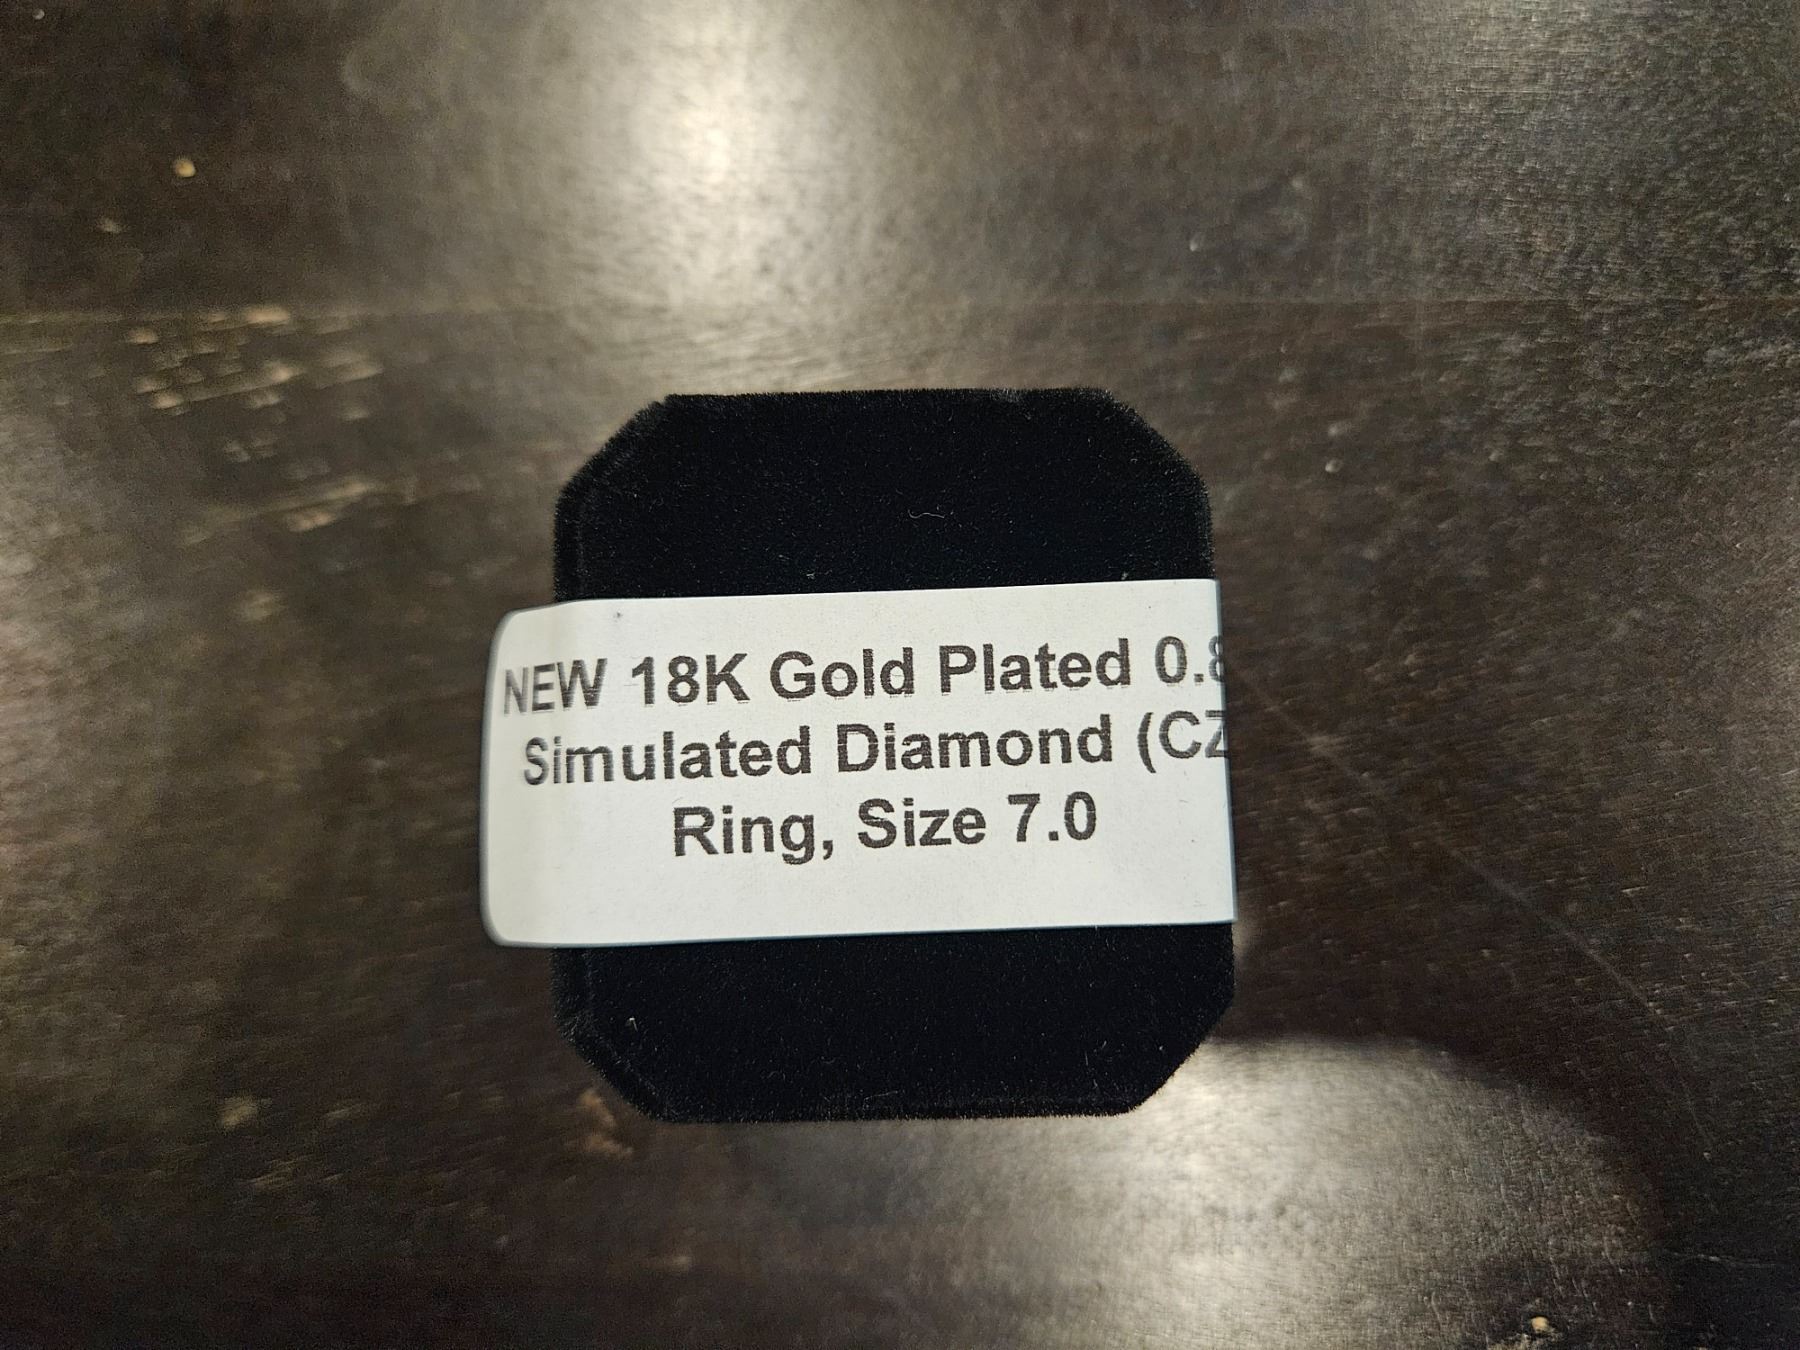 NEW 18K Gold Plated 0.8
Simulated Diamond (CZ
Ring, Size 7.0